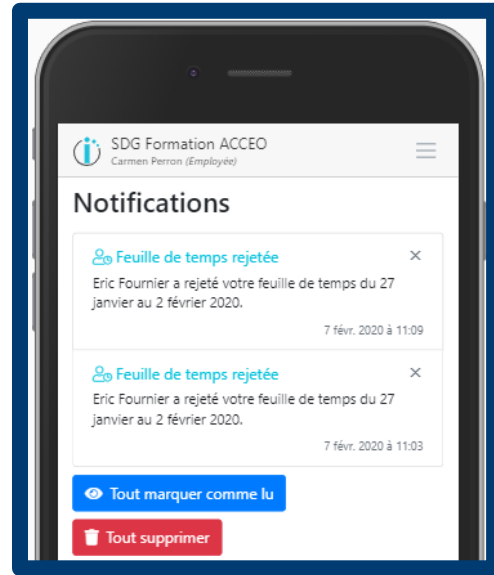 SDG Formation ACCEO
Carmen Perron (Employée)
Notifications
Feuille de temps rejetée
Eric Fournier a rejeté votre feuille de temps du 27
janvier au 2 février 2020.
7 févr. 2020 à 11:09
Feuille de temps rejetée
Eric Fournier a rejeté votre feuille de temps du 27
janvier au 2 février 2020.
7 févr. 2020 à 11:03
Tout marquer comme lu
Tout supprimer